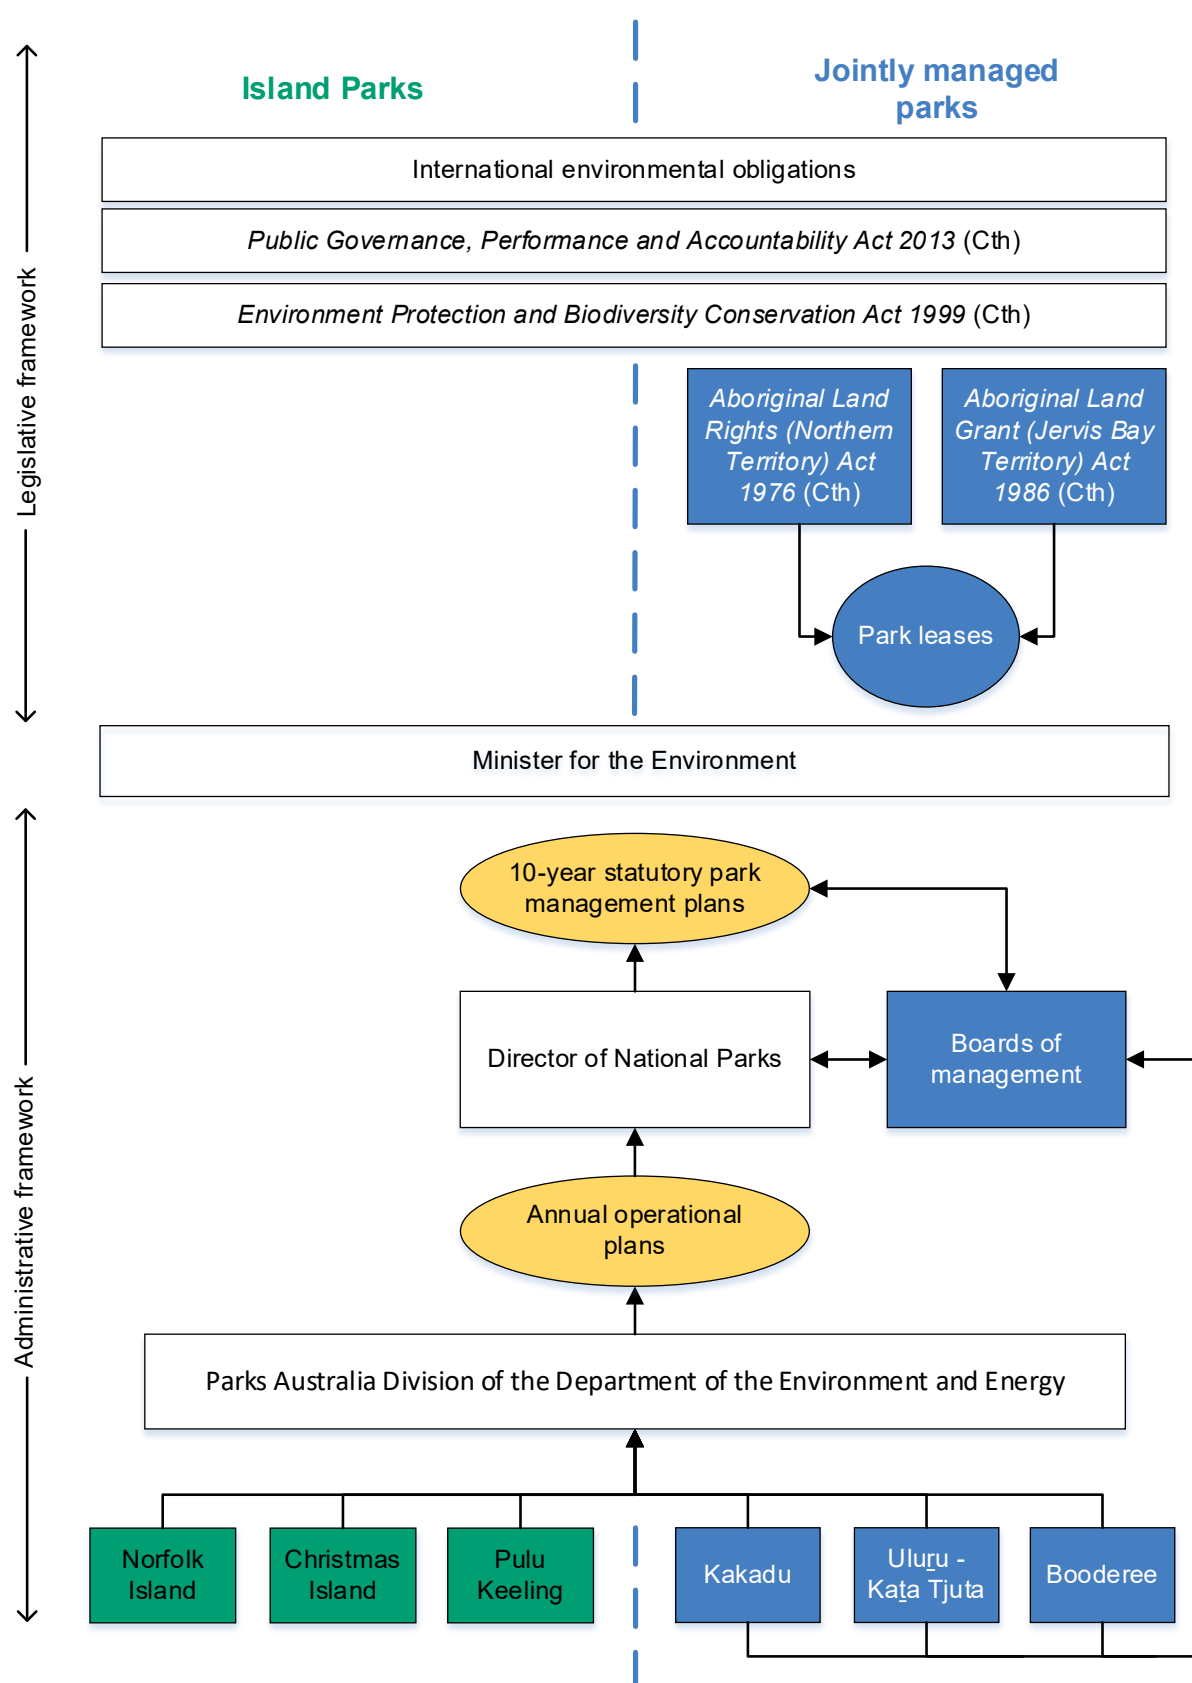 Island Parks
Jointly managed
parks
International environmental obligations
Public Governance, Performance and Accountability Act 2013 (Cth)
Environment Protection and Biodiversity Conservation Act 1999 (Cth)
Legislative framework
Aboriginal Land
Rights (Northern
Territory) Act
1976 (Cth)
Aboriginal Land
Grant (Jervis Bay
Territory) Act
1986 (Cth)
Park leases
Minister for the Environment
Administrative framework
10-year statutory park
management plans
Director of National Parks
Boards of
management
Annual operational
plans
Parks Australia Division of the Department of the Environment and Energy
Norfolk
Island
Christmas
Island
Pulu
Keeling
Kakadu
Uluṟu -
Kaṯa Tjuta
Booderee